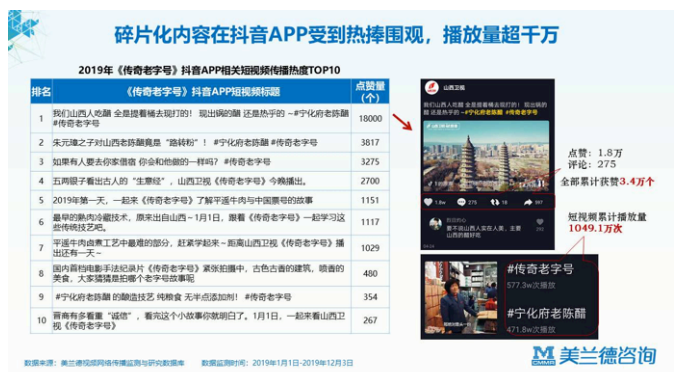 美兰德咨询
碎片化内容在抖音APP受到热捧围观，播放量超千万
2019年《传奇老字号》抖音APP相关短视频传播热度TOP10
排名 《传奇老字号》抖音APP短视频标题 点赞量（个）
1 我们山西人吃醋 全是提着桶去现打的！ 现出锅的醋 还是热乎的 ~#宁化府老陈醋 #传奇老字号 18000
2 朱元璋之子对山西老陈醋竟是“路转粉”！ #宁化府老陈醋 #传奇老字号 3817
3 如果有人要去你家借宿 你会和他做的一样吗？ #传奇老字号 3275
4 五两银子看出古人的“生意经”，山西卫视《传奇老字号》今晚播出。 2700
5 2019年第一天，一起来《传奇老字号》了解平遥牛肉与中国票号的故事 1151
6 最早的熟肉冷藏技术，原来出自山西~1月1日，跟着《传奇老字号》一起学习这些传统技艺吧。 1117
7 平遥牛肉卤煮工艺中最难的部分，赶紧学起来~距离山西卫视《传奇老字号》播出还有一天~ 1029
8 国内首档电影手法纪录片《传奇老字号》紧张拍摄中，古色古香的建筑，喷香的美食，大家猜猜是拍哪个老字号故事呢 480
9 #宁化府老陈醋 的酿造技艺 纯粮食 无半点添加剂！ #传奇老字号 354
10 晋商有多看重“诚信”，看完这个小故事你就明白了。1月1日，一起来看山西卫视《传奇老字号》 267
山西卫视
我们山西人吃醋 全是提着桶去现打的！ 现出锅的
醋 还是热乎的 ~#宁化府老陈醋 #传奇老字号
1.8w 275 18 597
要不说山西人实在人美，主要
山西的醋好吃
点赞：1.8万
评论：275
全部累计获赞3.4万个
短视频累计播放量
1049.1万次
#传奇老字号
577.3w次播放
#宁化府老陈醋
471.8w次播放
数据来源：美兰德视频网络传播监测与研究数据库 数据监测时间：2019年1月1日-2019年12月3日
CMMR 美兰德咨询